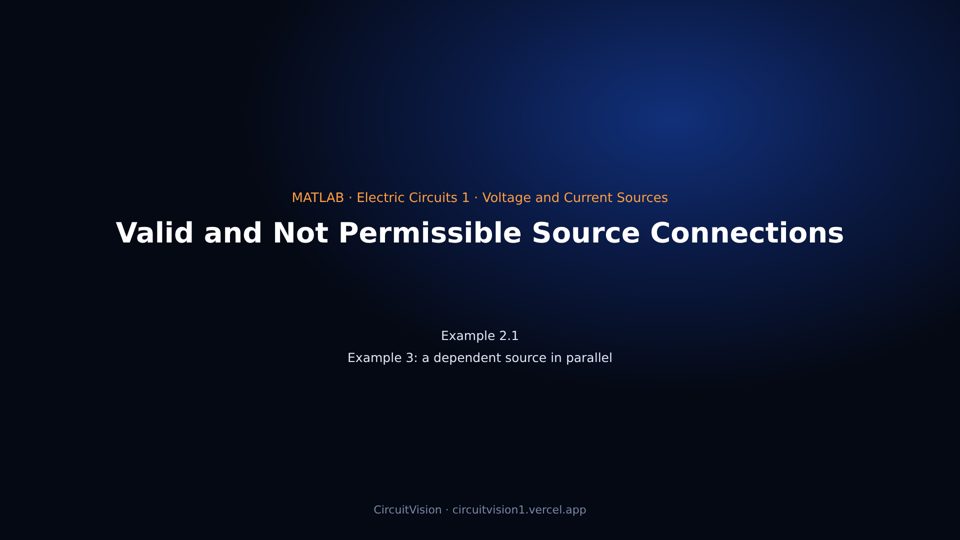 MATLAB · Electric Circuits 1 · Voltage and Current Sources
Valid and Not Permissible Source Connections
Example 2.1
Example 3: a dependent source in parallel
CircuitVision · circuitvision1.vercel.app